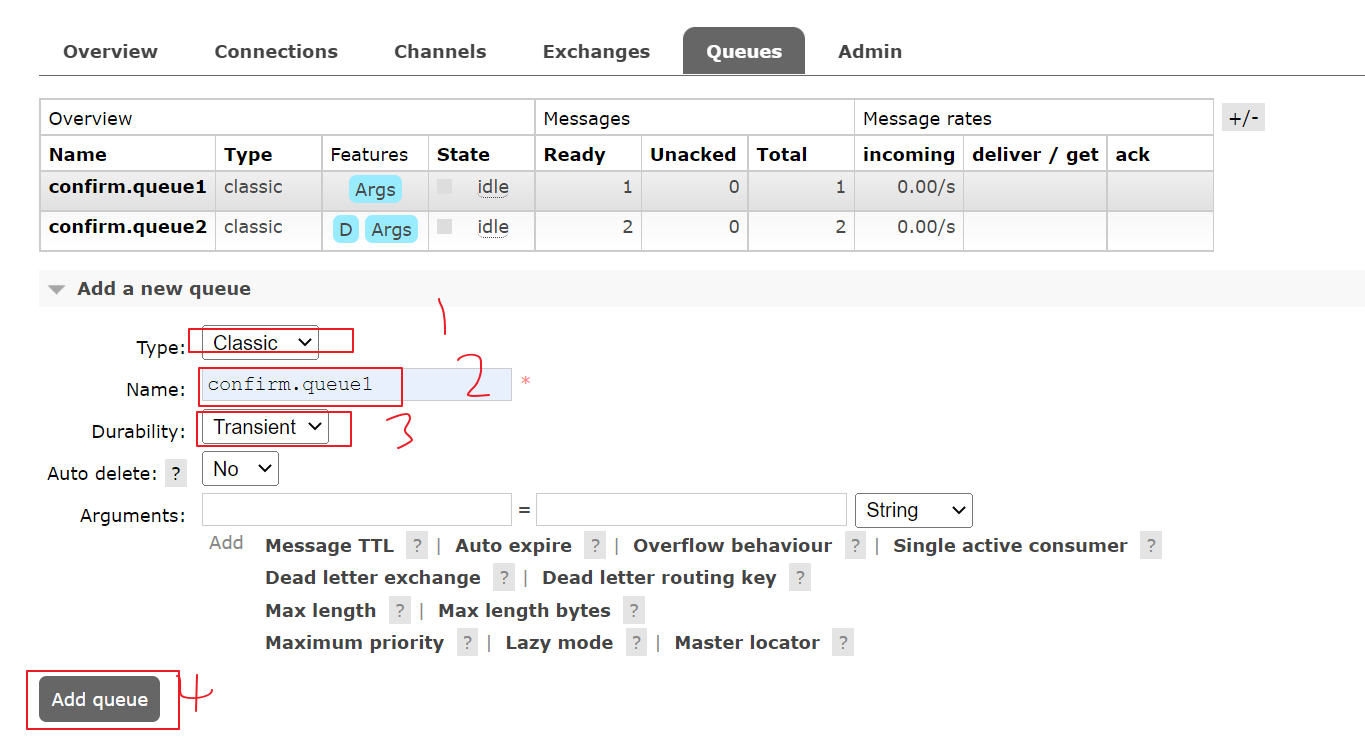 Overview Connections Channels Exchanges Queues Admin
Overview Messages Message rates +/-
Name Type Features State Ready Unacked Total incoming deliver / get ack
confirm.queue1 classic Args idle 1 0 1 0.00/s
confirm.queue2 classic D Args idle 2 0 2 0.00/s
Add a new queue
1
Type: Classic
Name: confirm.queue1 * 2
Durability: Transient 3
Auto delete: ? No
Arguments: = String
Add Message TTL ? | Auto expire ? | Overflow behaviour ? | Single active consumer ?
Dead letter exchange ? | Dead letter routing key ?
Max length ? | Max length bytes ?
Maximum priority ? | Lazy mode ? | Master locator ?
Add queue 4